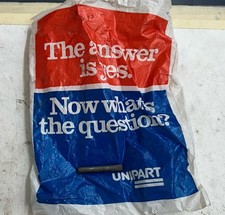 The answer
is yes.
Now what's
the question?
UNIPART